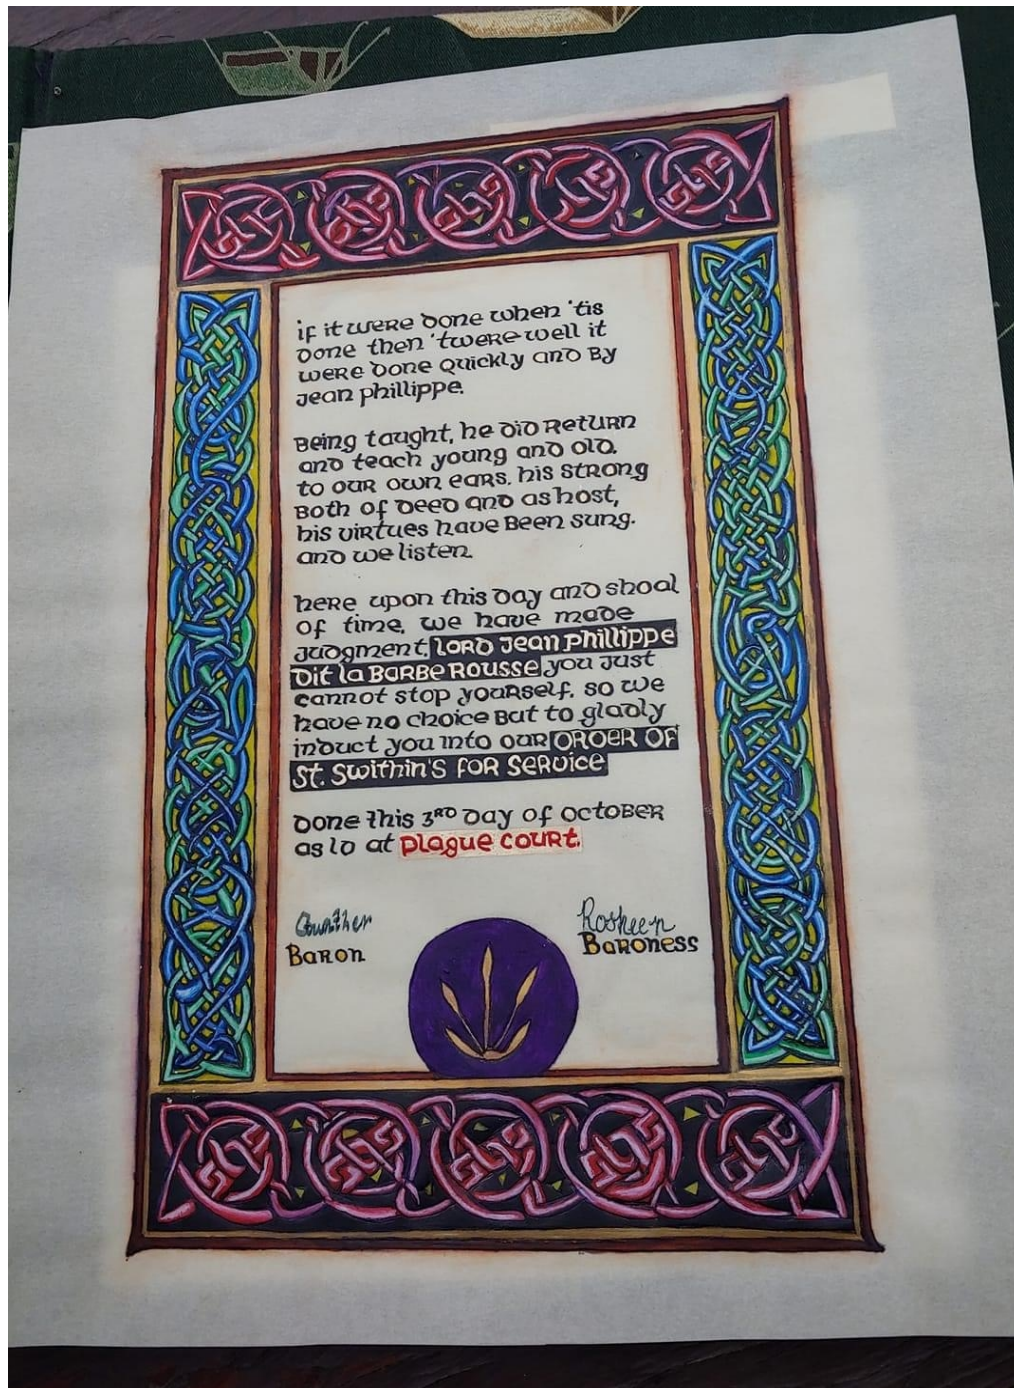 if it were done when 'tis
done then 'twere well it
were done quickly and by
jean phillippe.
Being taught, he did return
and teach young and old.
to our own ears. his strong
both of deed and as host,
his virtues have been sung.
and we listen.
here upon this day and shoal
of time, we have made
judgment, lord jean phillippe
dit la barbe rousse you just
cannot stop yourself. so we
have no choice but to gladly
induct you into our order of
st. swithin's for service
done this 3rd day of october
as lo at plague court.
Gunther
Rosheen
Baron
Baroness